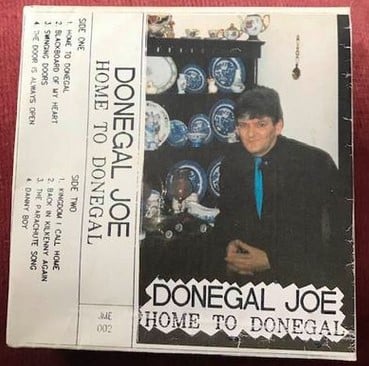 SIDE ONE
1. HOME TO DONEGAL
2. BLACKBOARD OF MY HEART
3. SWINGING DOORS
4. THE DOOR IS ALWAYS OPEN
SIDE TWO
1. KINGDOM I CALL HOME
2. BACK IN KILKENNY AGAIN
3. THE PARACHUTE SONG
4. DANNY BOY
DONEGAL JOE
HOME TO DONEGAL
JWE
002
DONEGAL JOE
HOME TO DONEGAL